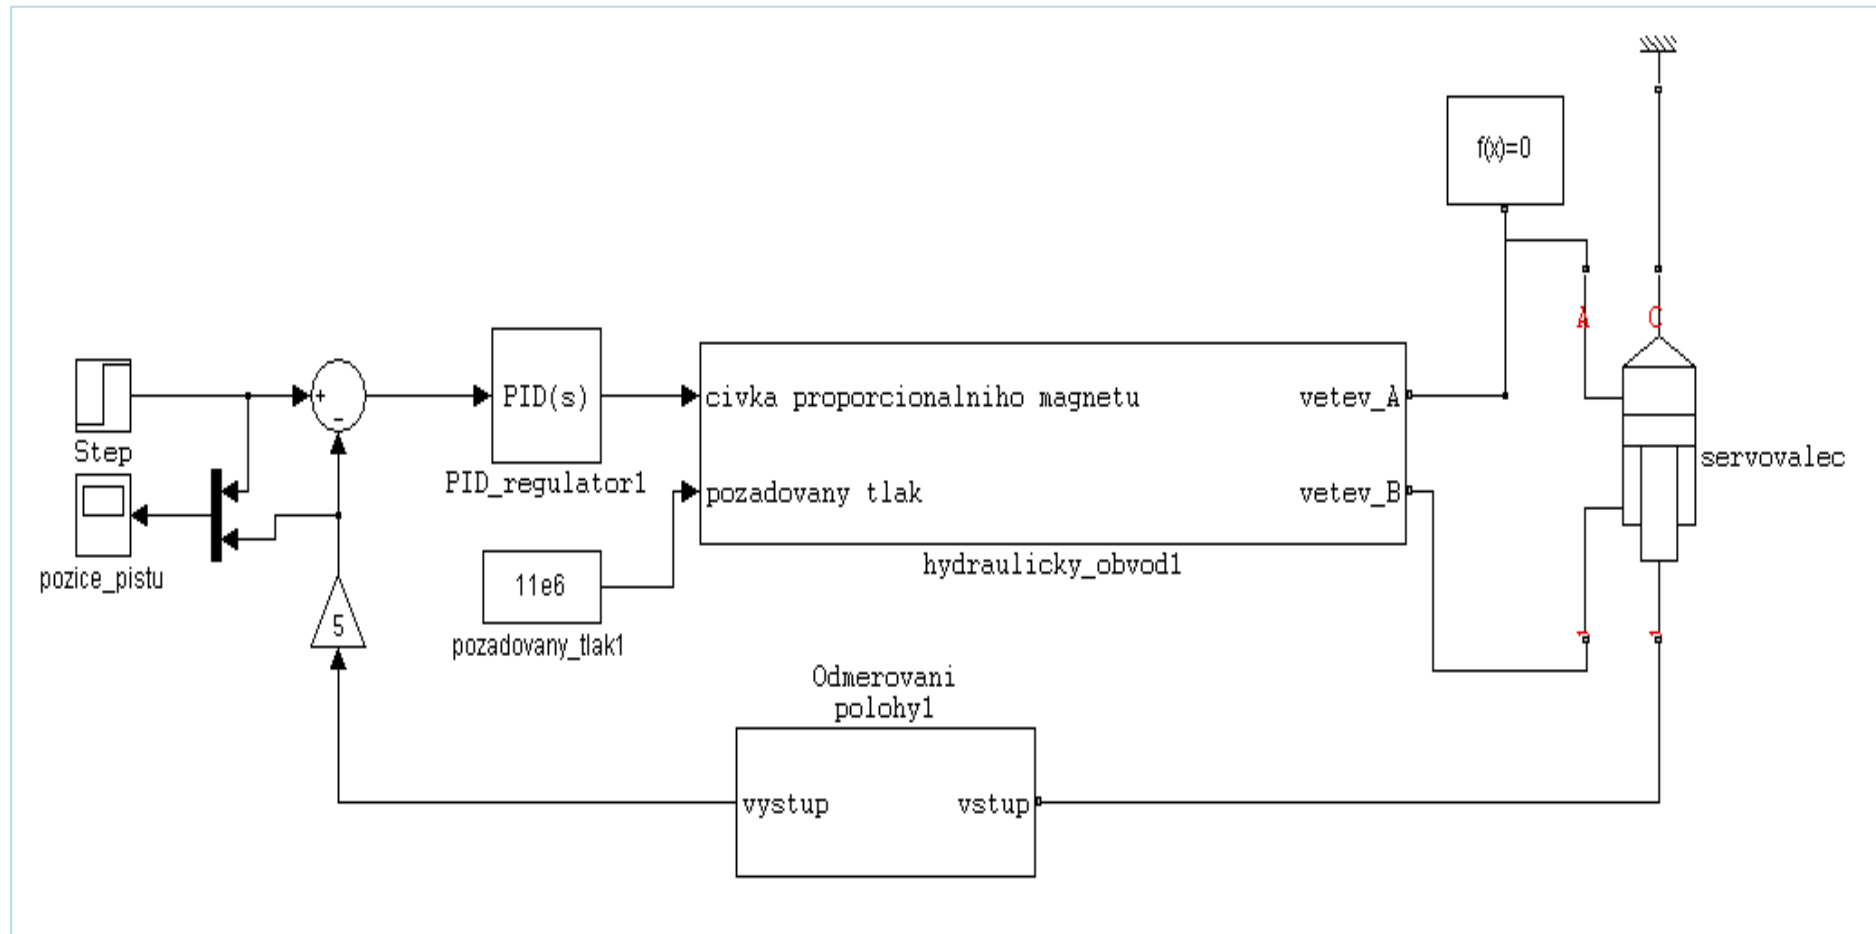 f(x)=0
A
C
Step
+
-
PID(s)
PID_regulator1
civka proporcionalniho magnetu
vetev_A
pozadovany tlak
vetev_B
hydraulicky_obvod1
servovalec
pozice_pistu
5
11e6
pozadovany_tlak1
Odmerovani
polohy1
vystup
vstup